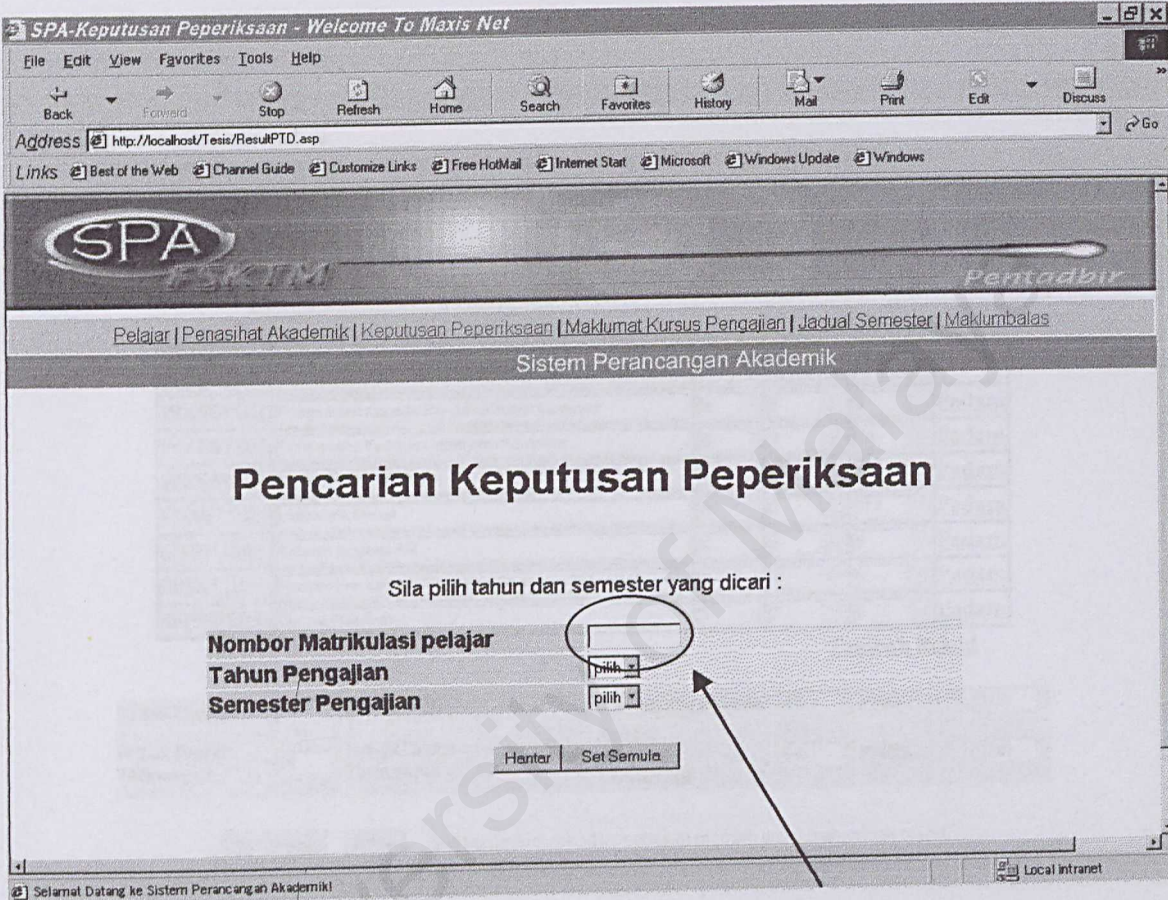 SPA-Keputusan Peperiksaan - Welcome To Maxis Net
File Edit View Favorites Tools Help
Back Forward Stop Refresh Home Search Favorites History Mail Print Edit Discuss
Address http://localhost/Tesis/ResultPTD.asp Go
Links Best of the Web Channel Guide Customize Links Free HotMail Internet Start Microsoft Windows Update Windows
SPA
FSKTM
Pentadbir
Pelajar | Penasihat Akademik | Keputusan Peperiksaan | Maklumat Kursus Pengajian | Jadual Semester | Maklumbalas
Sistem Perancangan Akademik
Pencarian Keputusan Peperiksaan
Sila pilih tahun dan semester yang dicari :
Nombor Matrikulasi pelajar
Tahun Pengajian pilih
Semester Pengajian pilih
Hantar Set Semula
Local intranet
Selamat Datang ke Sistem Perancangan Akademik!